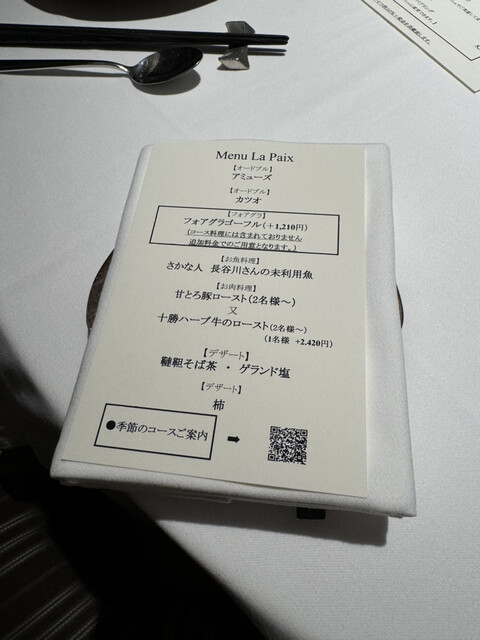 Menu La Paix
【オードブル】
アミューズ
【オードブル】
カツオ
【フォアグラ】
フォアグラゴーフル(+1,210円)
(コース料理には含まれておりません
追加料金でのご用意となります。)
【お魚料理】
さかな人 長谷川さんの未利用魚
【お肉料理】
甘とろ豚ロースト(2名様～)
又
十勝ハーブ牛のロースト(2名様～)
(1名様 +2,420円)
【デザート】
韃靼そば茶 ・ ゲランド塩
【デザート】
柿
●季節のコースご案内 ➡